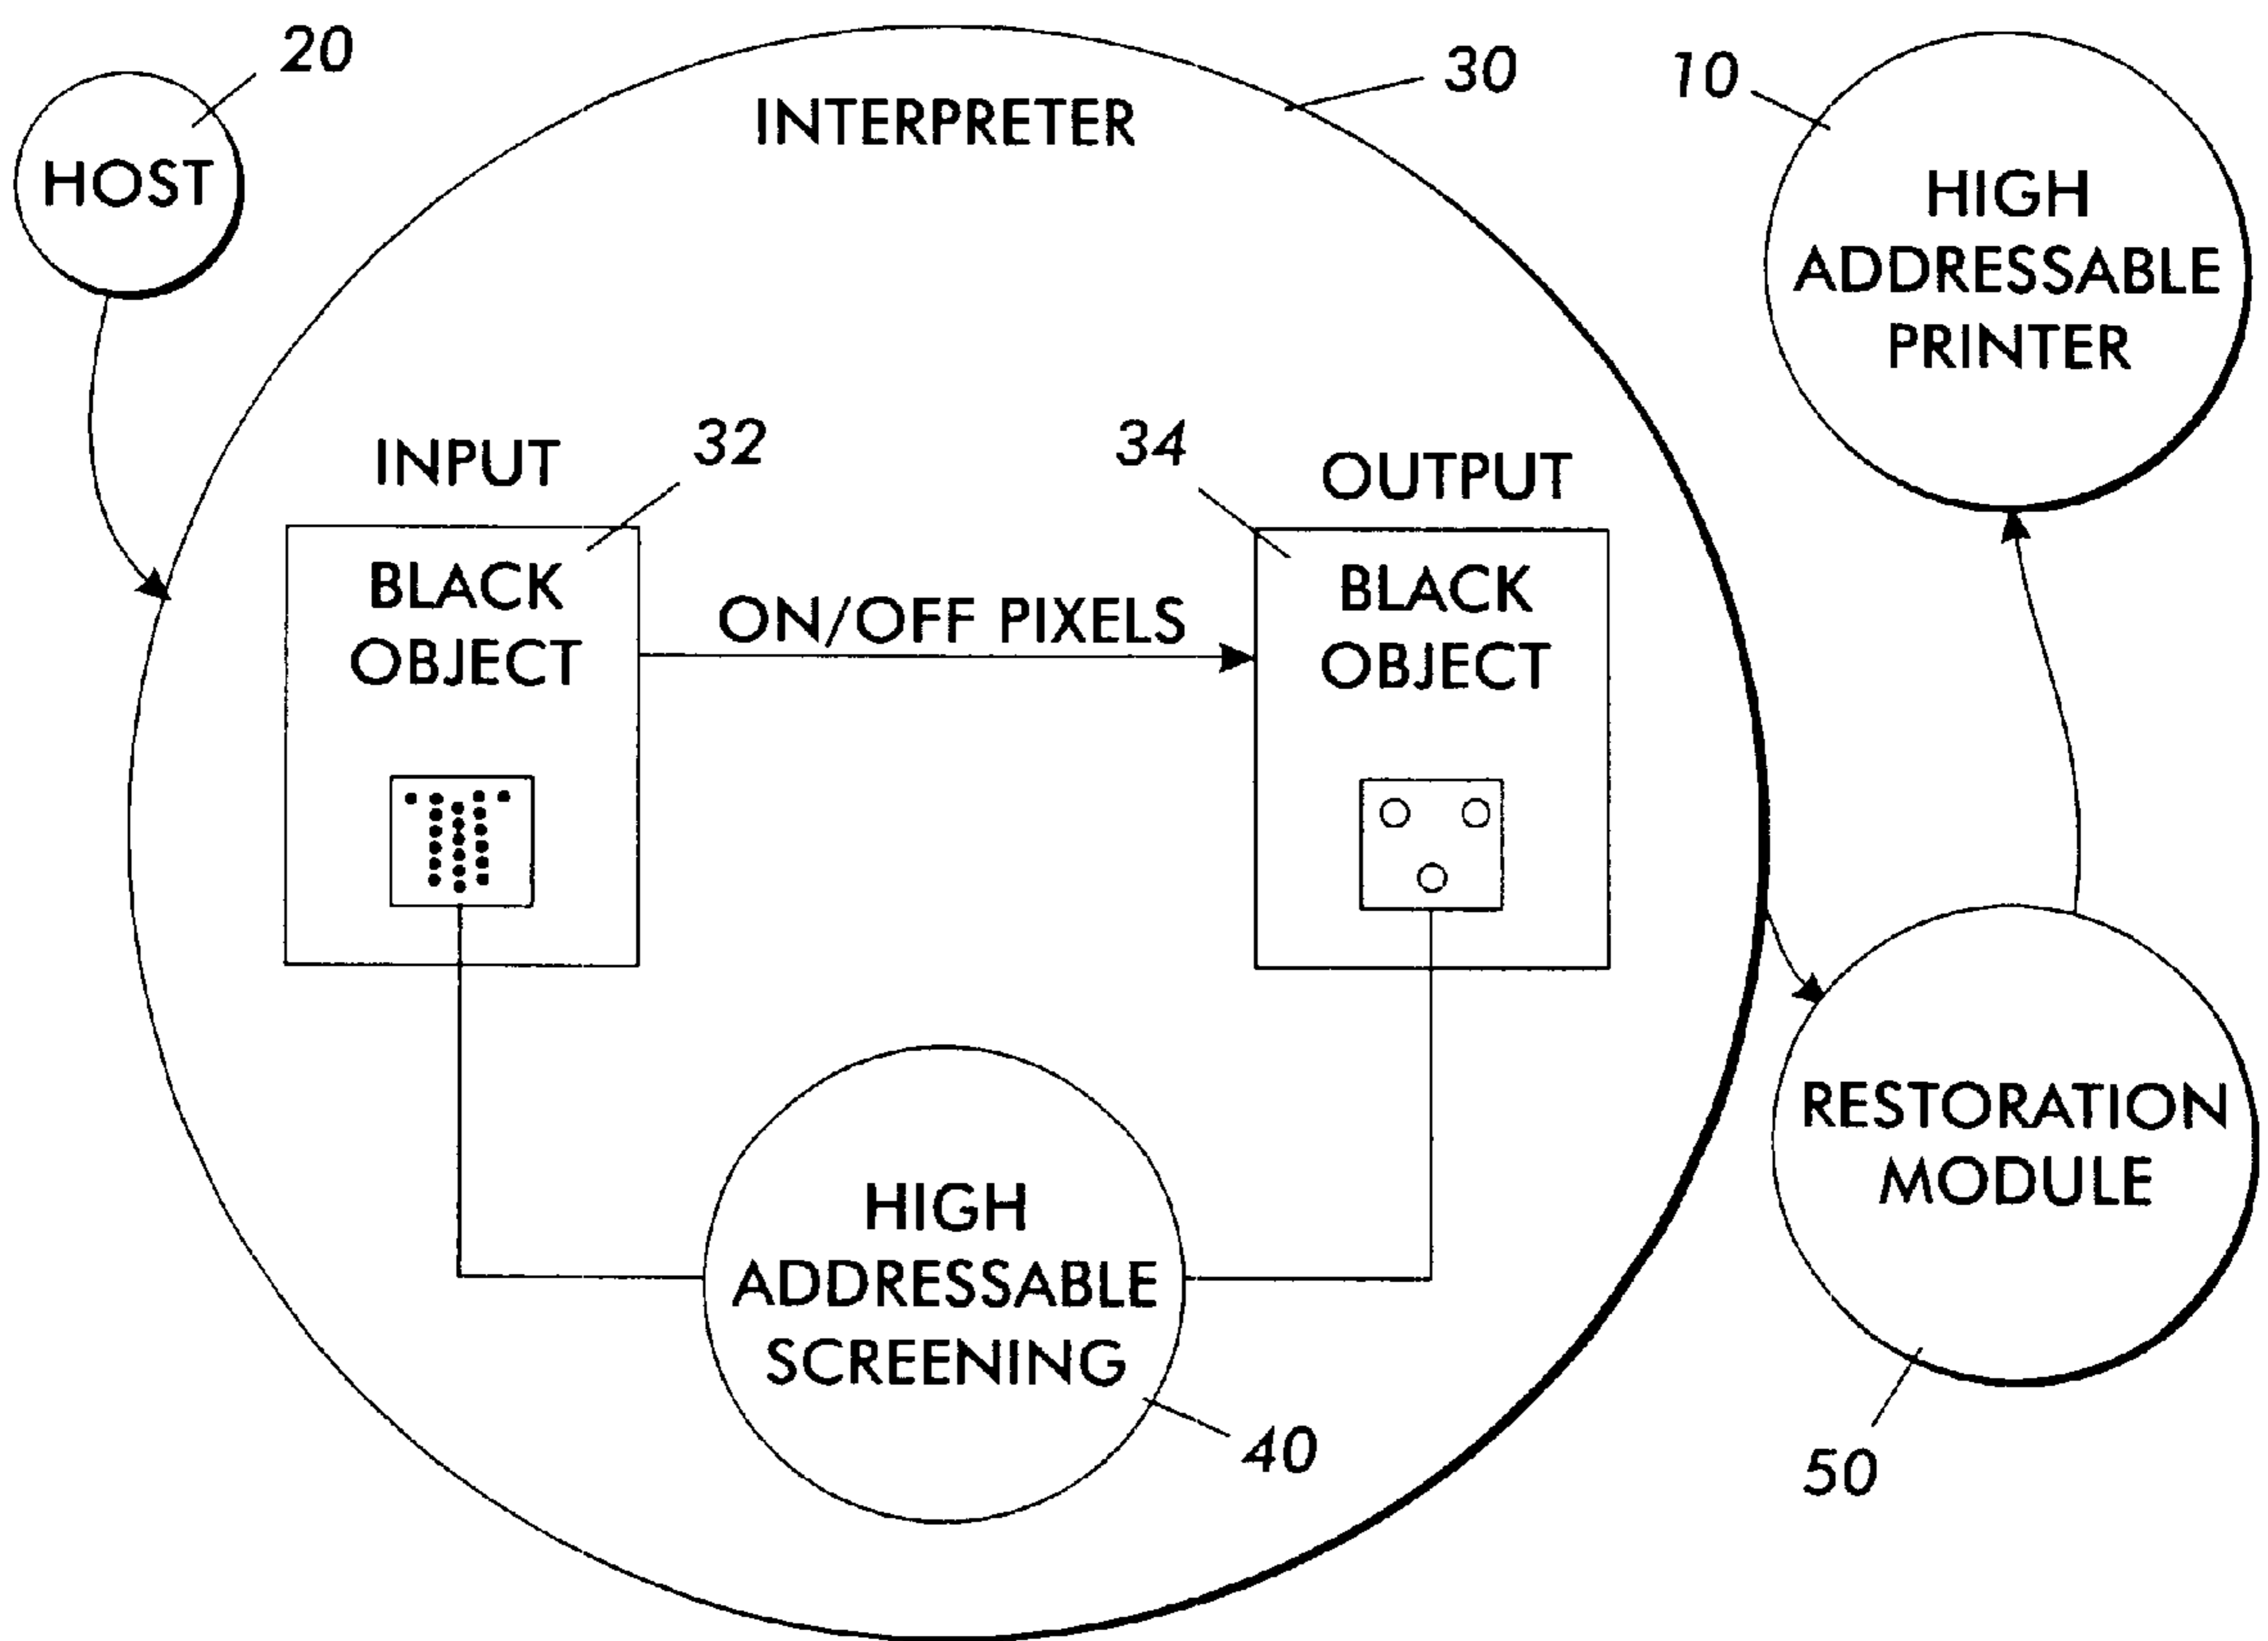 20
HOST
INTERPRETER
30
10
HIGH
ADDRESSABLE
PRINTER
INPUT
32
BLACK
OBJECT
ON/OFF PIXELS
34
OUTPUT
BLACK
OBJECT
HIGH
ADDRESSABLE
SCREENING
40
RESTORATION
MODULE
50